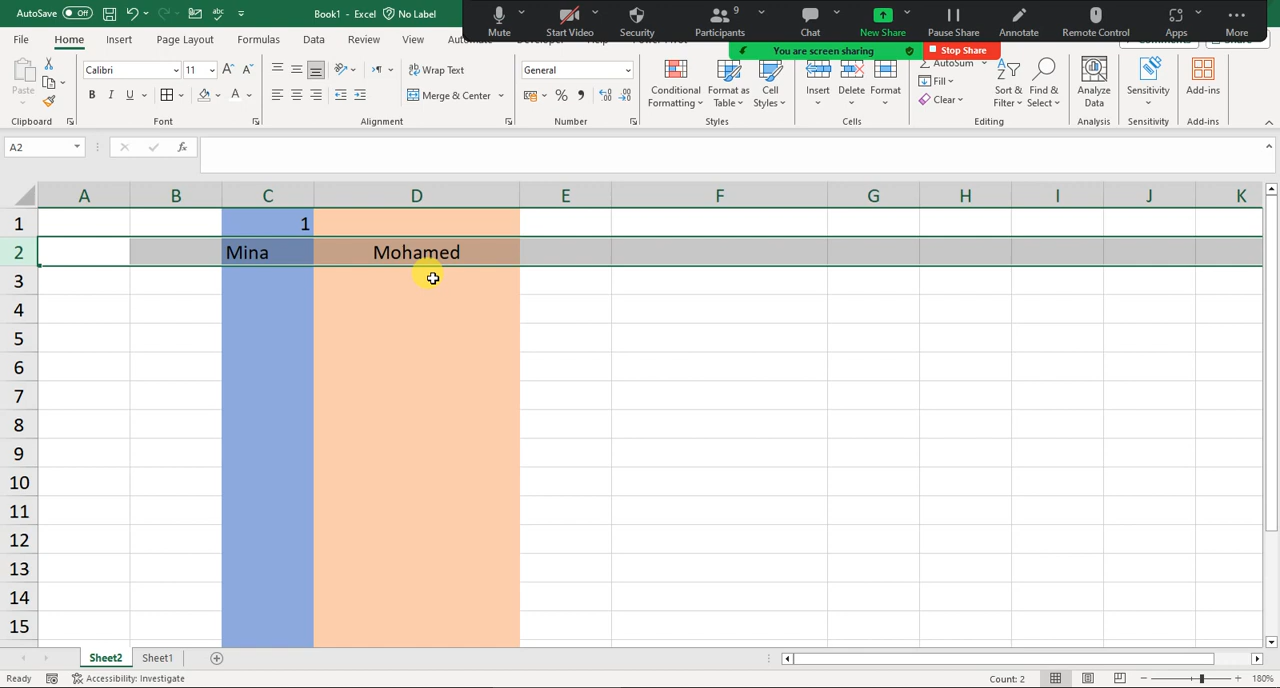 AutoSave Off Book1 - Excel No Label
Mute Start Video Security Participants 9 Chat New Share Pause Share Annotate Remote Control Apps More
You are screen sharing Stop Share
File Home Insert Page Layout Formulas Data Review View
Paste Calibri 11 Wrap Text General Conditional Formatting Format as Table Cell Styles Insert Delete Format AutoSum Fill Clear Sort & Filter Find & Select Analyze Data Sensitivity Add-ins
B I U A Merge & Center
Clipboard Font Alignment Number Styles Cells Editing Analysis Sensitivity Add-ins
A2 fx
A B C D E F G H I J K
1 1
2 Mina Mohamed
3
4
5
6
7
8
9
10
11
12
13
14
15
Sheet2 Sheet1
Ready Accessibility: Investigate Count: 2 180%